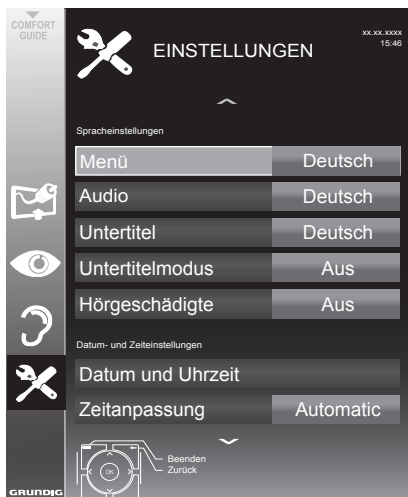 COMFORT
GUIDE
EINSTELLUNGEN
xx.xx.xxxx
15:46
Spracheinstellungen
Menü Deutsch
Audio Deutsch
Untertitel Deutsch
Untertitelmodus Aus
Hörgeschädigte Aus
Datum- und Zeiteinstellungen
Datum und Uhrzeit
Zeitanpassung Automatic
Beenden
Zurück
OK
GRUNDIG